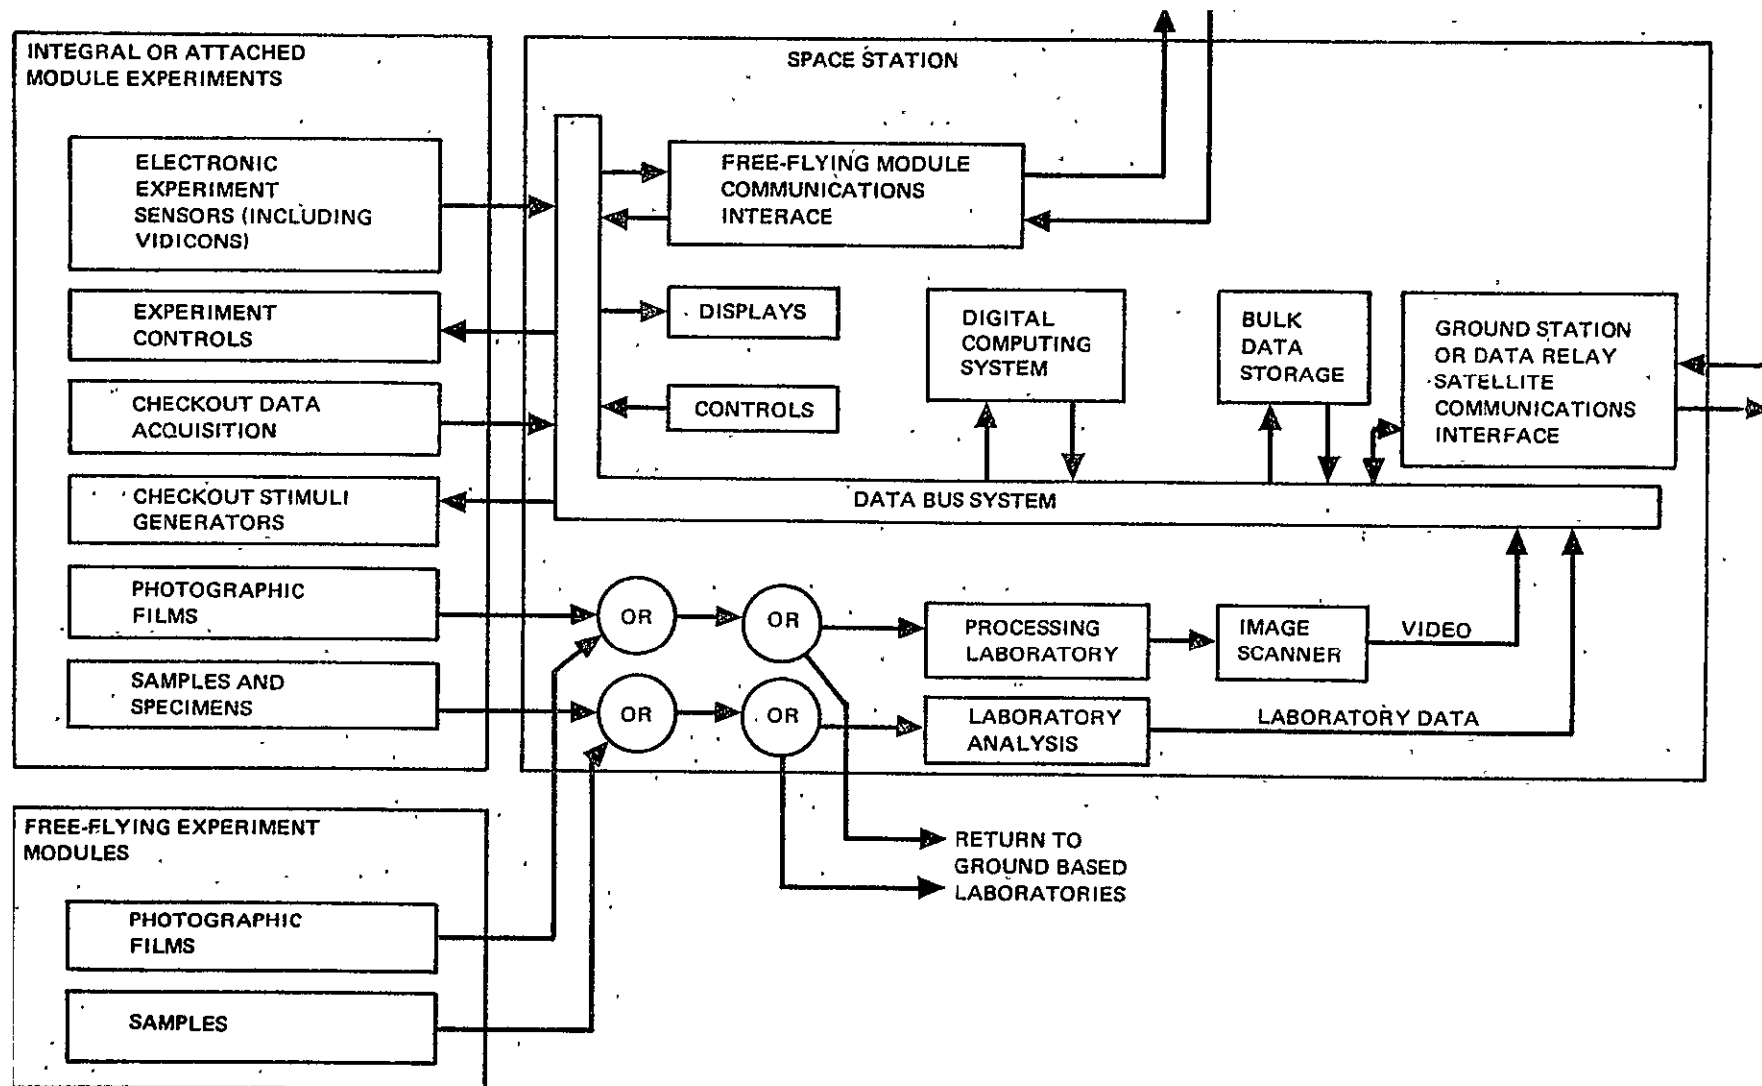 INTEGRAL OR ATTACHED
MODULE EXPERIMENTS
ELECTRONIC
EXPERIMENT
SENSORS (INCLUDING
VIDICONS)
EXPERIMENT
CONTROLS
CHECKOUT DATA
ACQUISITION
CHECKOUT STIMULI
GENERATORS
PHOTOGRAPHIC
FILMS
SAMPLES AND
SPECIMENS
FREE-FLYING EXPERIMENT
MODULES
PHOTOGRAPHIC
FILMS
SAMPLES
SPACE STATION
FREE-FLYING MODULE
COMMUNICATIONS
INTERACE
DISPLAYS
CONTROLS
DIGITAL
COMPUTING
SYSTEM
BULK
DATA
STORAGE
GROUND STATION
OR DATA RELAY
SATELLITE
COMMUNICATIONS
INTERFACE
DATA BUS SYSTEM
OR
OR
PROCESSING
LABORATORY
IMAGE
SCANNER
VIDEO
OR
OR
LABORATORY
ANALYSIS
LABORATORY DATA
RETURN TO
GROUND BASED
LABORATORIES